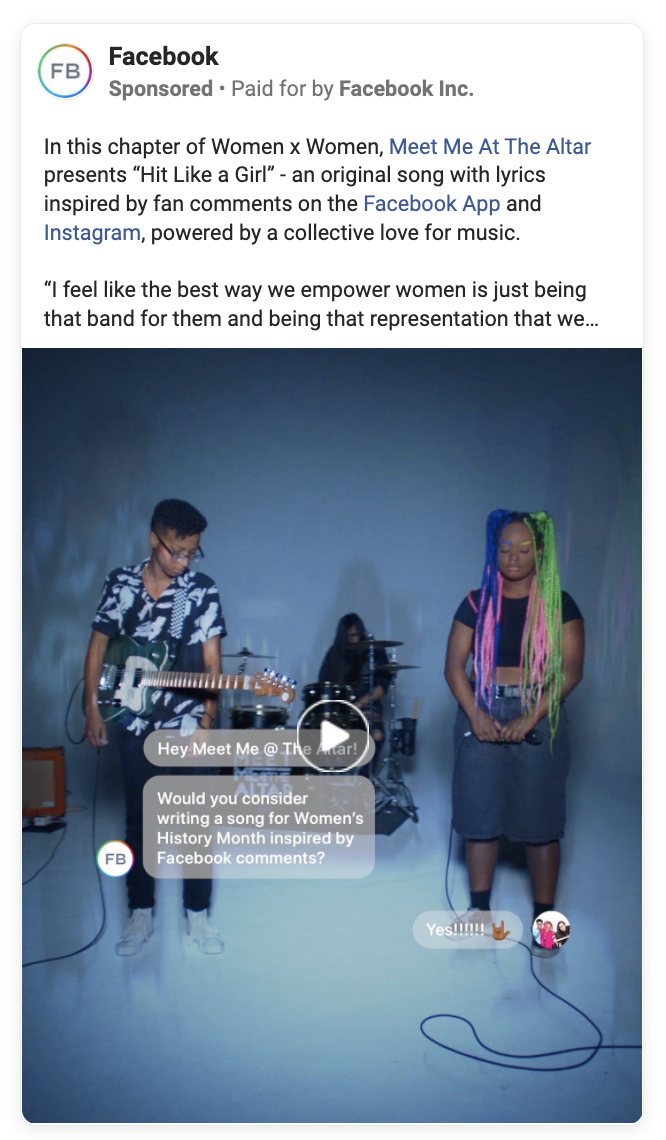 FB
Facebook
Sponsored • Paid for by Facebook Inc.
In this chapter of Women x Women, Meet Me At The Altar
presents “Hit Like a Girl” - an original song with lyrics
inspired by fan comments on the Facebook App and
Instagram, powered by a collective love for music.
“I feel like the best way we empower women is just being
that band for them and being that representation that we...
Hey Meet Me @ The Altar!
MEET
ME @ THE
ALTAR
Would you consider
writing a song for Women’s
History Month inspired by
Facebook comments?
FB
Yes!!!!!! 🤘🏾